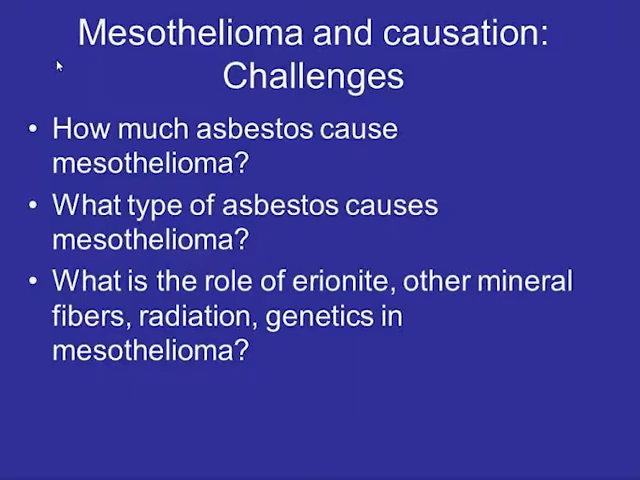 Mesothelioma and causation:
Challenges
• How much asbestos cause
mesothelioma?
• What type of asbestos causes
mesothelioma?
• What is the role of erionite, other mineral
fibers, radiation, genetics in
mesothelioma?